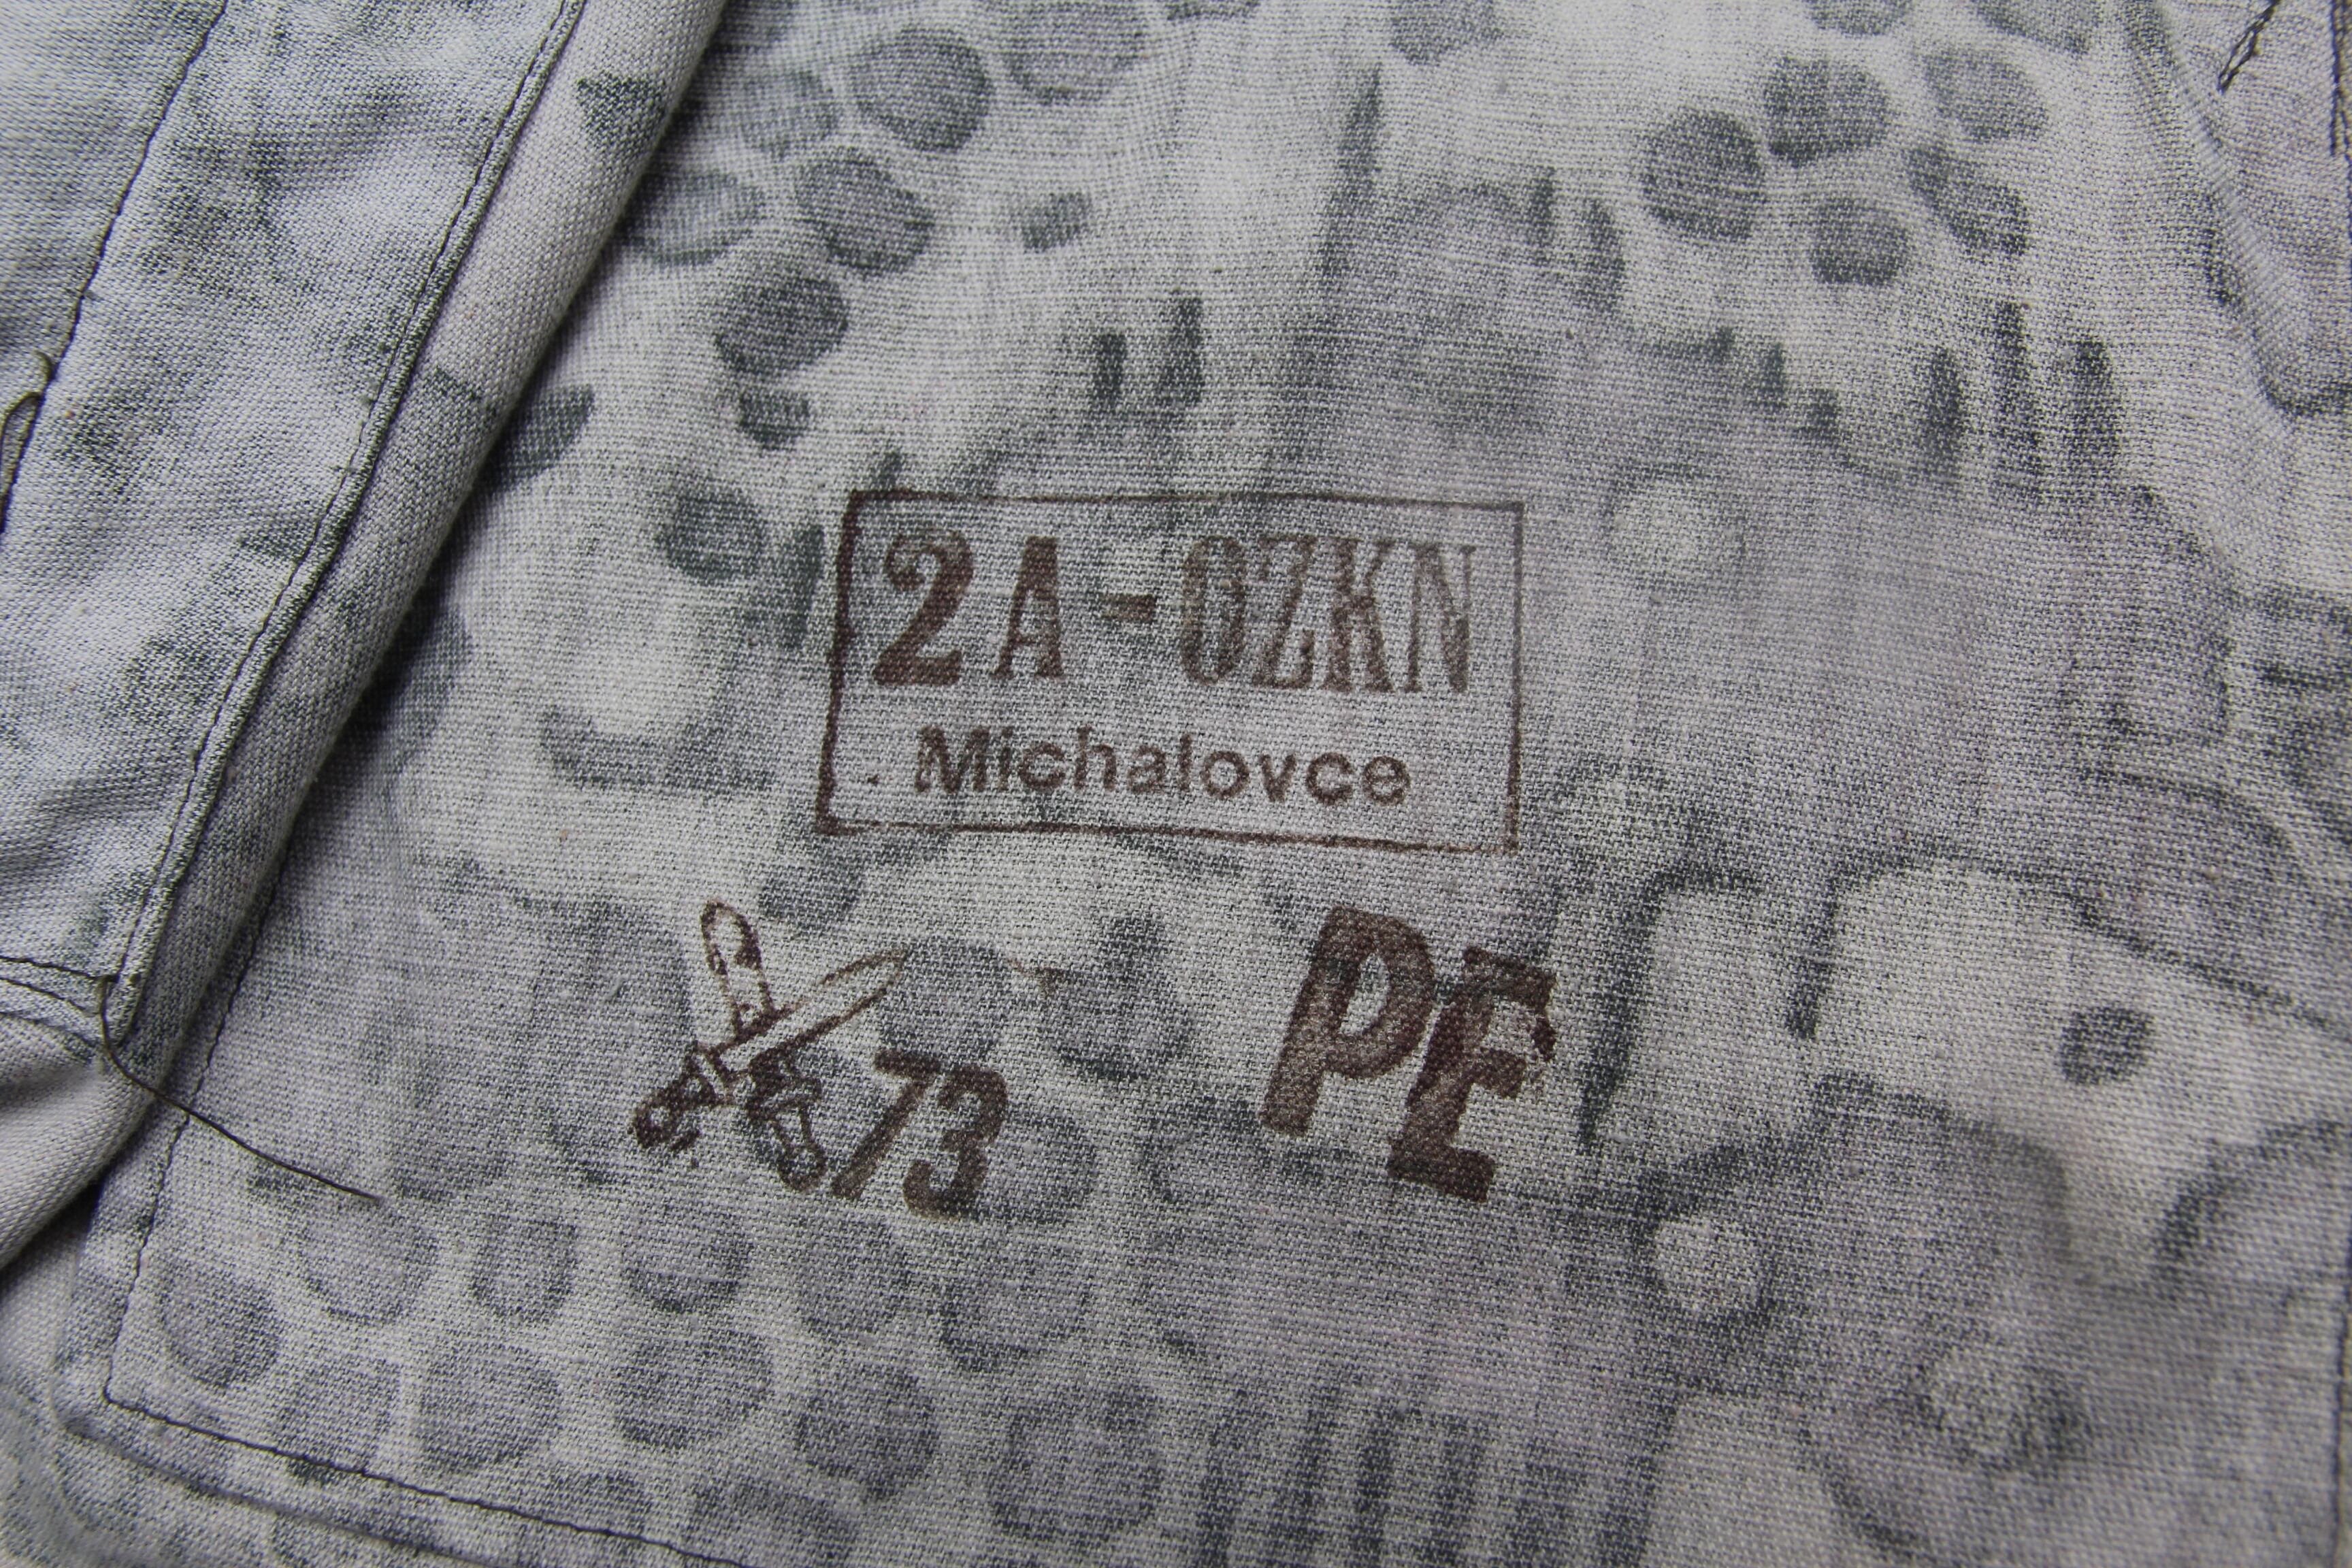 2A-OZKN
Michalovce
/73
PE